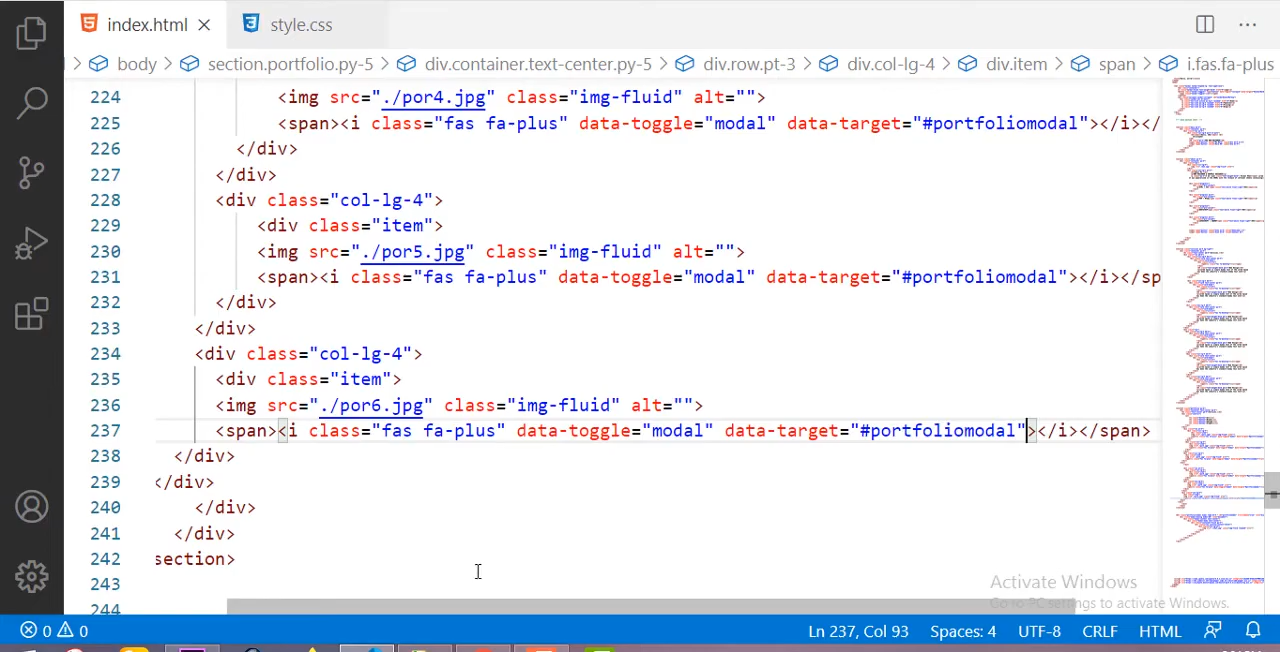 index.html style.css
body section.portfolio.py-5 div.container.text-center.py-5 div.row.pt-3 div.col-lg-4 div.item span i.fas.fa-plus
224 <img src="./por4.jpg" class="img-fluid" alt="">
225 <span><i class="fas fa-plus" data-toggle="modal" data-target="#portfoliomodal"></i></
226 </div>
227 </div>
228 <div class="col-lg-4">
229 <div class="item">
230 <img src="./por5.jpg" class="img-fluid" alt="">
231 <span><i class="fas fa-plus" data-toggle="modal" data-target="#portfoliomodal"></i></sp
232 </div>
233 </div>
234 <div class="col-lg-4">
235 <div class="item">
236 <img src="./por6.jpg" class="img-fluid" alt="">
237 <span><i class="fas fa-plus" data-toggle="modal" data-target="#portfoliomodal"></i></span>
238 </div>
239 </div>
240 </div>
241 </div>
242 section>
243
244
Activate Windows
Go to PC settings to activate Windows.
0 0 Ln 237, Col 93 Spaces: 4 UTF-8 CRLF HTML